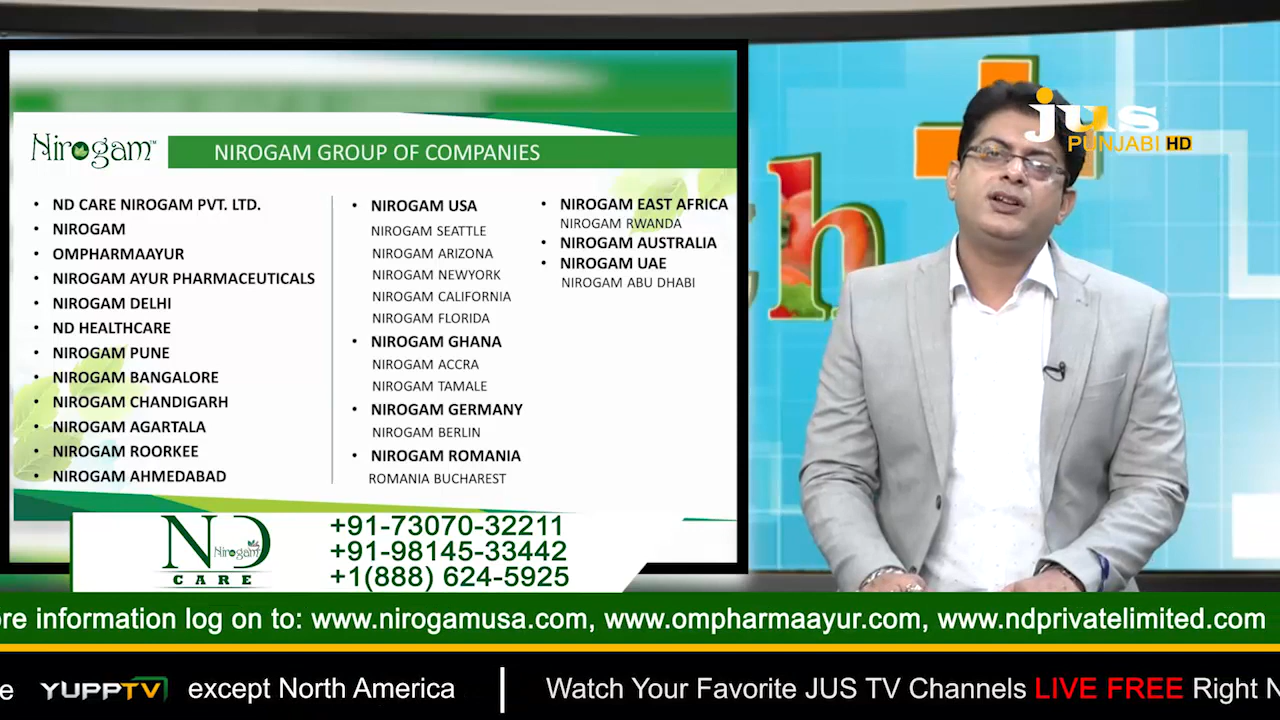 jus
PUNJABI HD
Nirogam™
NIROGAM GROUP OF COMPANIES
• ND CARE NIROGAM PVT. LTD.
• NIROGAM
• OMPHARMAAYUR
• NIROGAM AYUR PHARMACEUTICALS
• NIROGAM DELHI
• ND HEALTHCARE
• NIROGAM PUNE
• NIROGAM BANGALORE
• NIROGAM CHANDIGARH
• NIROGAM AGARTALA
• NIROGAM ROORKEE
• NIROGAM AHMEDABAD
• NIROGAM USA
NIROGAM SEATTLE
NIROGAM ARIZONA
NIROGAM NEWYORK
NIROGAM CALIFORNIA
NIROGAM FLORIDA
• NIROGAM GHANA
NIROGAM ACCRA
NIROGAM TAMALE
• NIROGAM GERMANY
NIROGAM BERLIN
• NIROGAM ROMANIA
ROMANIA BUCHAREST
• NIROGAM EAST AFRICA
NIROGAM RWANDA
• NIROGAM AUSTRALIA
• NIROGAM UAE
NIROGAM ABU DHABI
ND
Nirogam
CARE
+91-73070-32211
+91-98145-33442
+1(888) 624-5925
re information log on to: www.nirogamusa.com, www.ompharmaayur.com, www.ndprivatelimited.com
e YUPPTV except North America | Watch Your Favorite JUS TV Channels LIVE FREE Right N